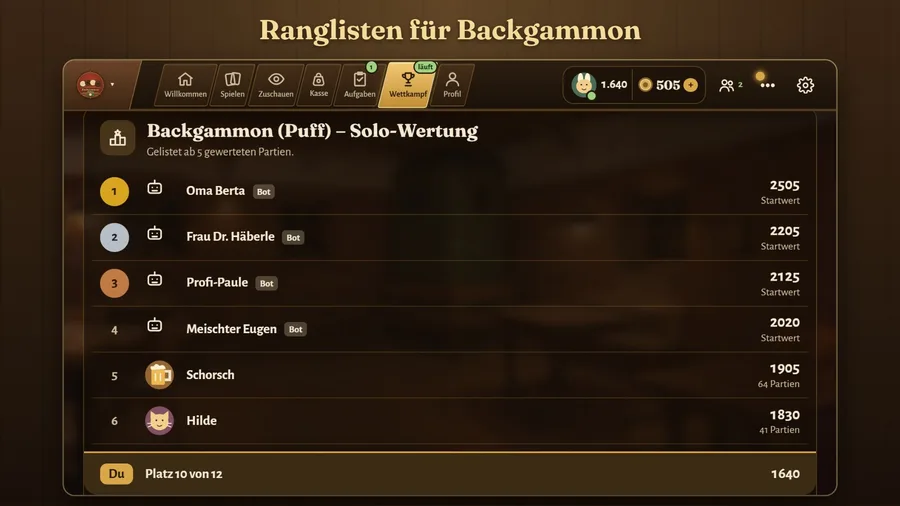 Ranglisten für Backgammon
Willkommen
Spielen
Zuschauen
Kasse
1
Aufgaben
läuft
Wettkampf
Profil
1.640
505
2
Backgammon (Puff) – Solo-Wertung
Gelistet ab 5 gewerteten Partien.
1 Oma Berta Bot 2505
Startwert
2 Frau Dr. Häberle Bot 2205
Startwert
3 Profi-Paule Bot 2125
Startwert
4 Meischter Eugen Bot 2020
Startwert
5 Schorsch 1905
64 Partien
6 Hilde 1830
41 Partien
Du Platz 10 von 12 1640